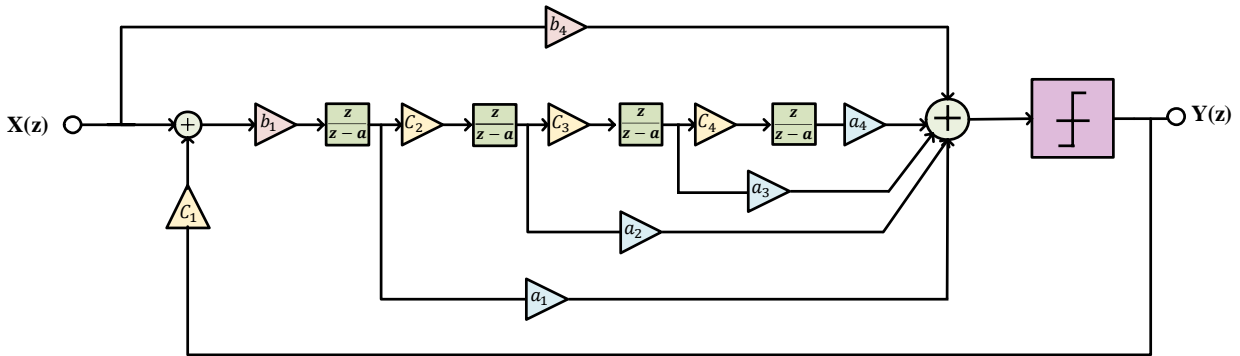 b₄
X(z)
+
b₁
z
z − a
C₂
z
z − a
C₃
z
z − a
C₄
z
z − a
a₄
+
Y(z)
a₃
C₁
a₂
a₁